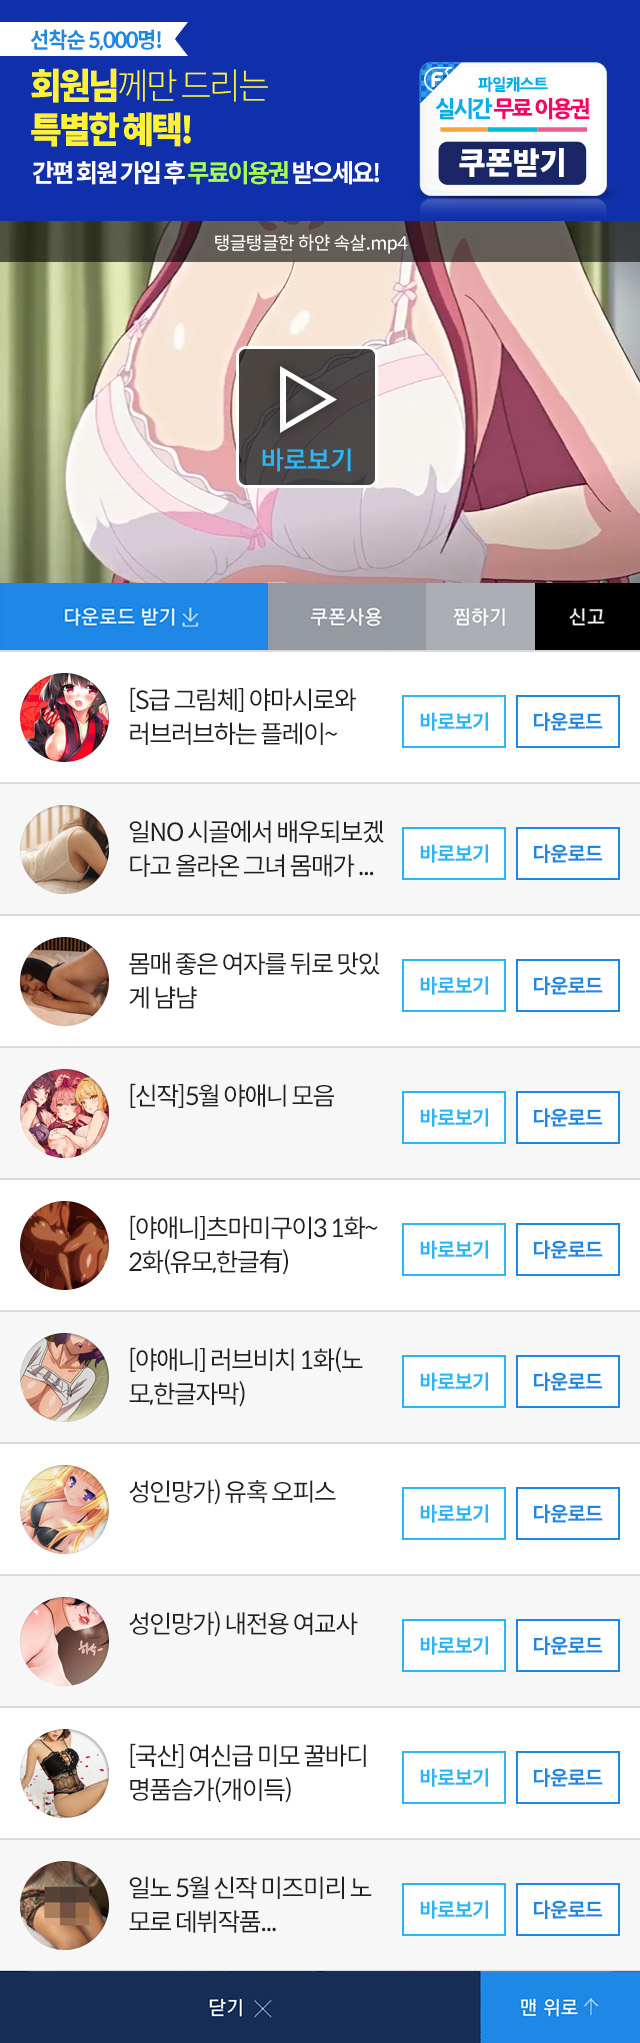 선착순 5,000명!
회원님께만 드리는
특별한 혜택!
간편 회원 가입 후 무료이용권 받으세요!
파일캐스트
실시간 무료 이용권
쿠폰받기
탱글탱글한 하얀 속살.mp4
바로보기
다운로드 받기
쿠폰사용
찜하기
신고
[S급 그림체] 야마시로와
러브러브하는 플레이~
바로보기
다운로드
일NO 시골에서 배우되보겠
다고 올라온 그녀 몸매가 ...
바로보기
다운로드
몸매 좋은 여자를 뒤로 맛있
게 냠냠
바로보기
다운로드
[신작]5월 야애니 모음
바로보기
다운로드
[야애니]츠마미구이3 1화~
2화(유모,한글有)
바로보기
다운로드
[야애니] 러브비치 1화(노
모,한글자막)
바로보기
다운로드
성인망가) 유혹 오피스
바로보기
다운로드
성인망가) 내전용 여교사
바로보기
다운로드
[국산] 여신급 미모 꿀바디
명품슴가(개이득)
바로보기
다운로드
일노 5월 신작 미즈미리 노
모로 데뷔작품...
바로보기
다운로드
닫기
맨 위로